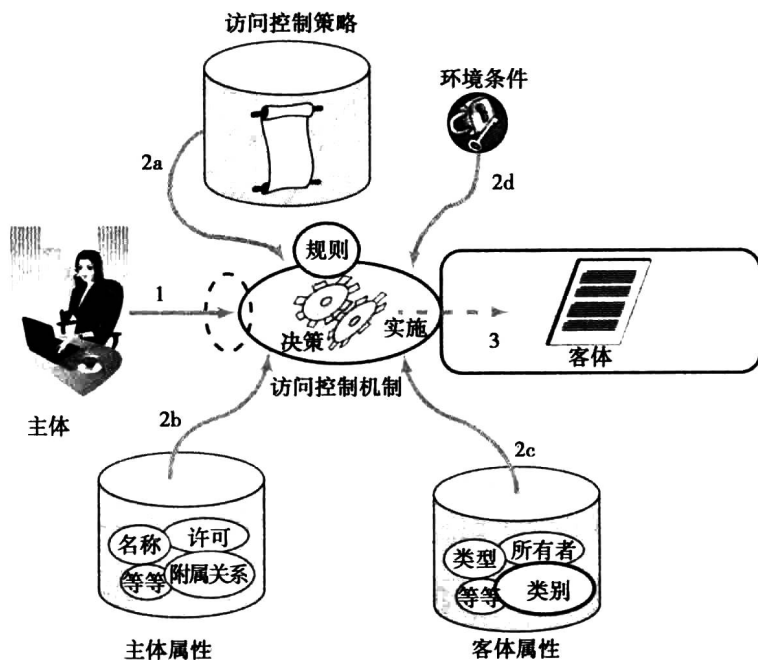 访问控制策略
环境条件
2a
2d
规则
1
决策
实施
3
客体
访问控制机制
主体
2b
2c
名称
许可
等等
附属关系
主体属性
类型
所有者
等等
类别
客体属性